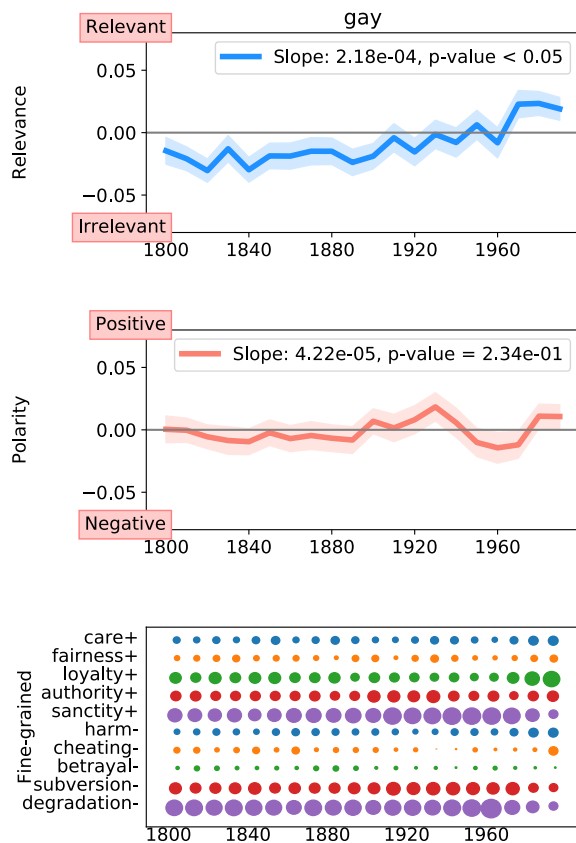 gay
Relevant
Slope: 2.18e-04, p-value < 0.05
0.05
0.00
−0.05
Relevance
Irrelevant
1800 1840 1880 1920 1960
Positive
Slope: 4.22e-05, p-value = 2.34e-01
0.05
0.00
−0.05
Polarity
Negative
1800 1840 1880 1920 1960
Fine-grained
care+
fairness+
loyalty+
authority+
sanctity+
harm-
cheating-
betrayal-
subversion-
degradation-
1800 1840 1880 1920 1960